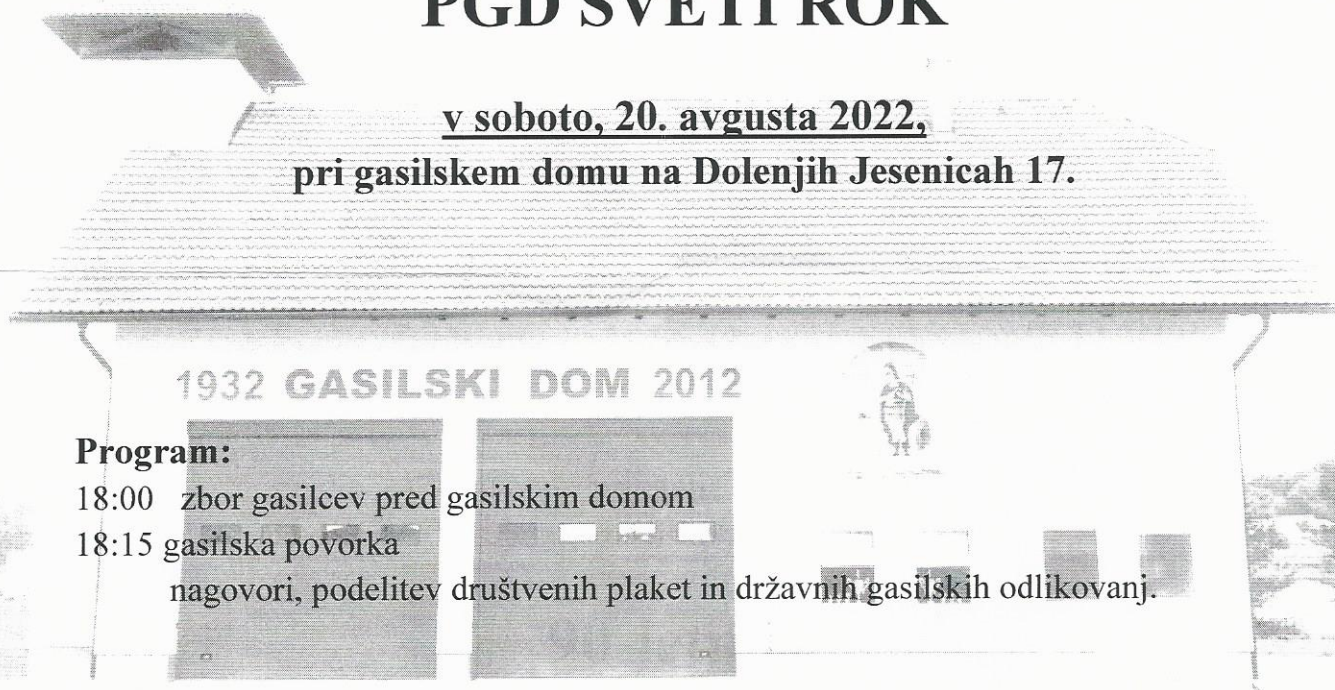 PGD SVETI ROK
v soboto, 20. avgusta 2022,
pri gasilskem domu na Dolenjih Jesenicah 17.
1932 GASILSKI DOM 2012
Program:
18:00 zbor gasilcev pred gasilskim domom
18:15 gasilska povorka
nagovori, podelitev društvenih plaket in državnih gasilskih odlikovanj.